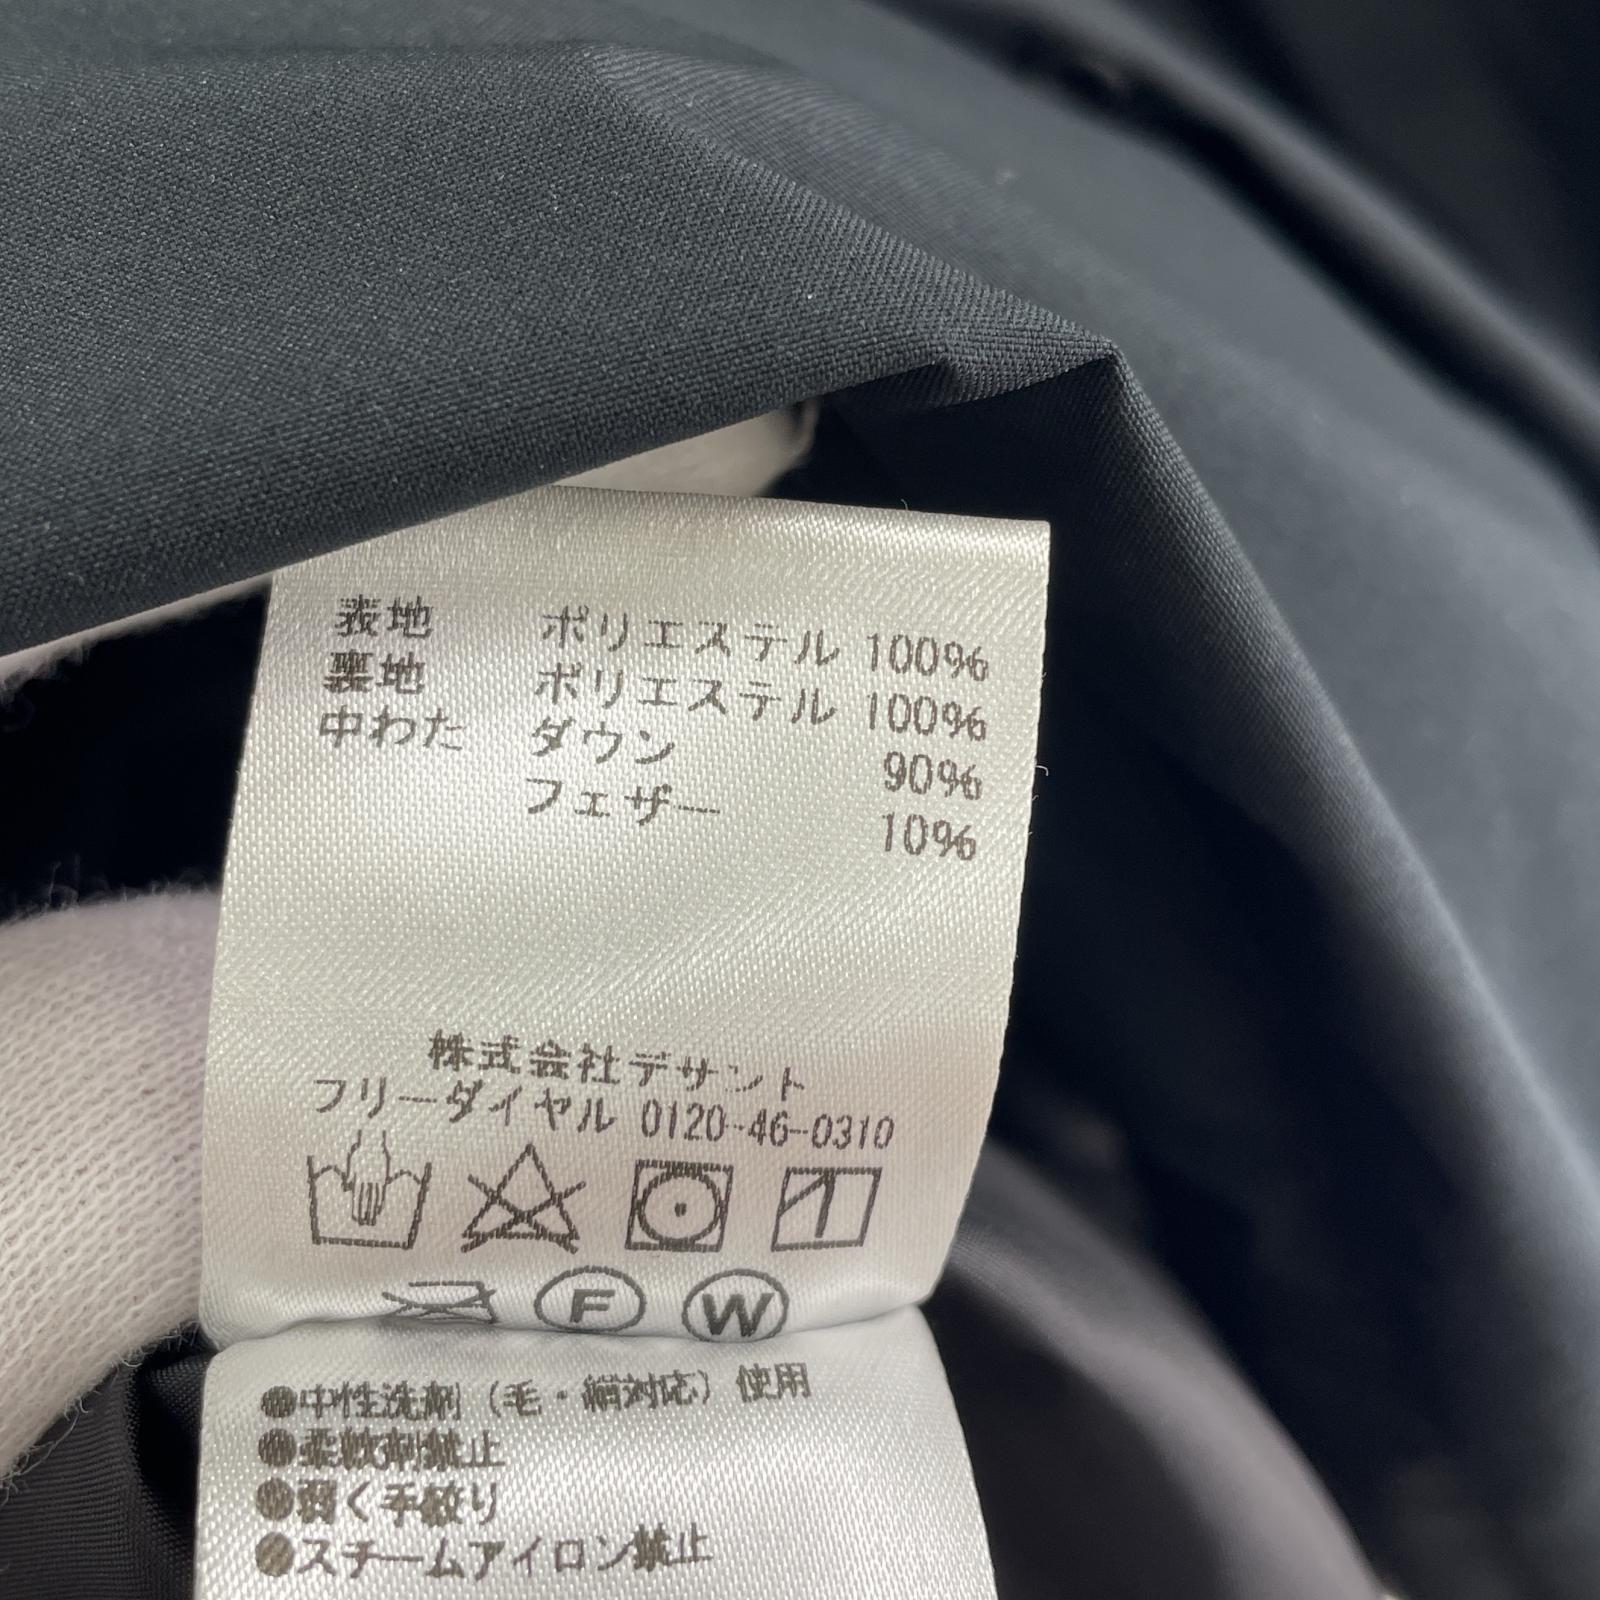 表地 ポリエステル 100%
裏地 ポリエステル 100%
中わた ダウン 90%
フェザー 10%
株式会社デサント
フリーダイヤル 0120-46-0310
F W
●中性洗剤（毛・絹対応）使用
●柔軟剤禁止
●弱く手絞り
●スチームアイロン禁止